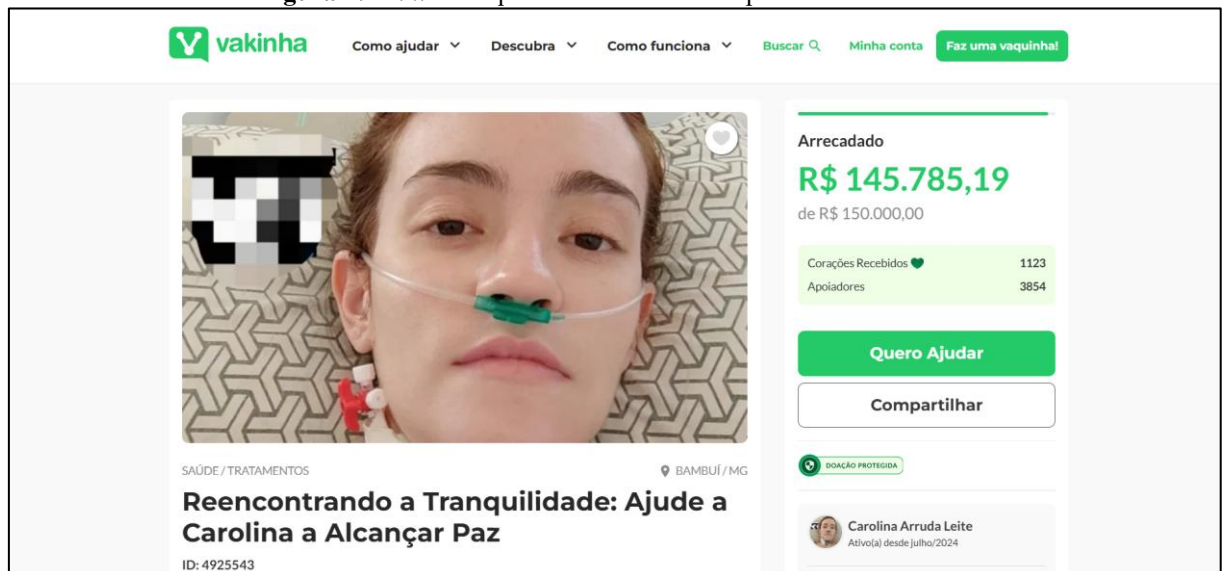 vakinha
Como ajudar
Descubra
Como funciona
Buscar
Minha conta
Faz uma vaquinha!
Arrecadado
R$ 145.785,19
de R$ 150.000,00
Corações Recebidos 1123
Apoiadores 3854
Quero Ajudar
Compartilhar
DOAÇÃO PROTEGIDA
SAÚDE / TRATAMENTOS
BAMBUÍ / MG
Reencontrando a Tranquilidade: Ajude a
Carolina a Alcançar Paz
ID: 4925543
Carolina Arruda Leite
Ativo(a) desde julho/2024